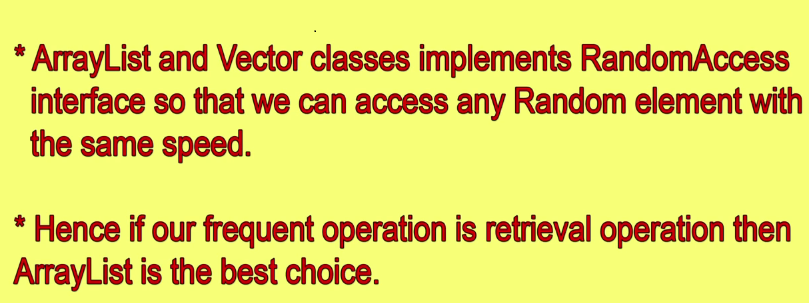 * ArrayList and Vector classes implements RandomAccess
interface so that we can access any Random element with
the same speed.
* Hence if our frequent operation is retrieval operation then
ArrayList is the best choice.